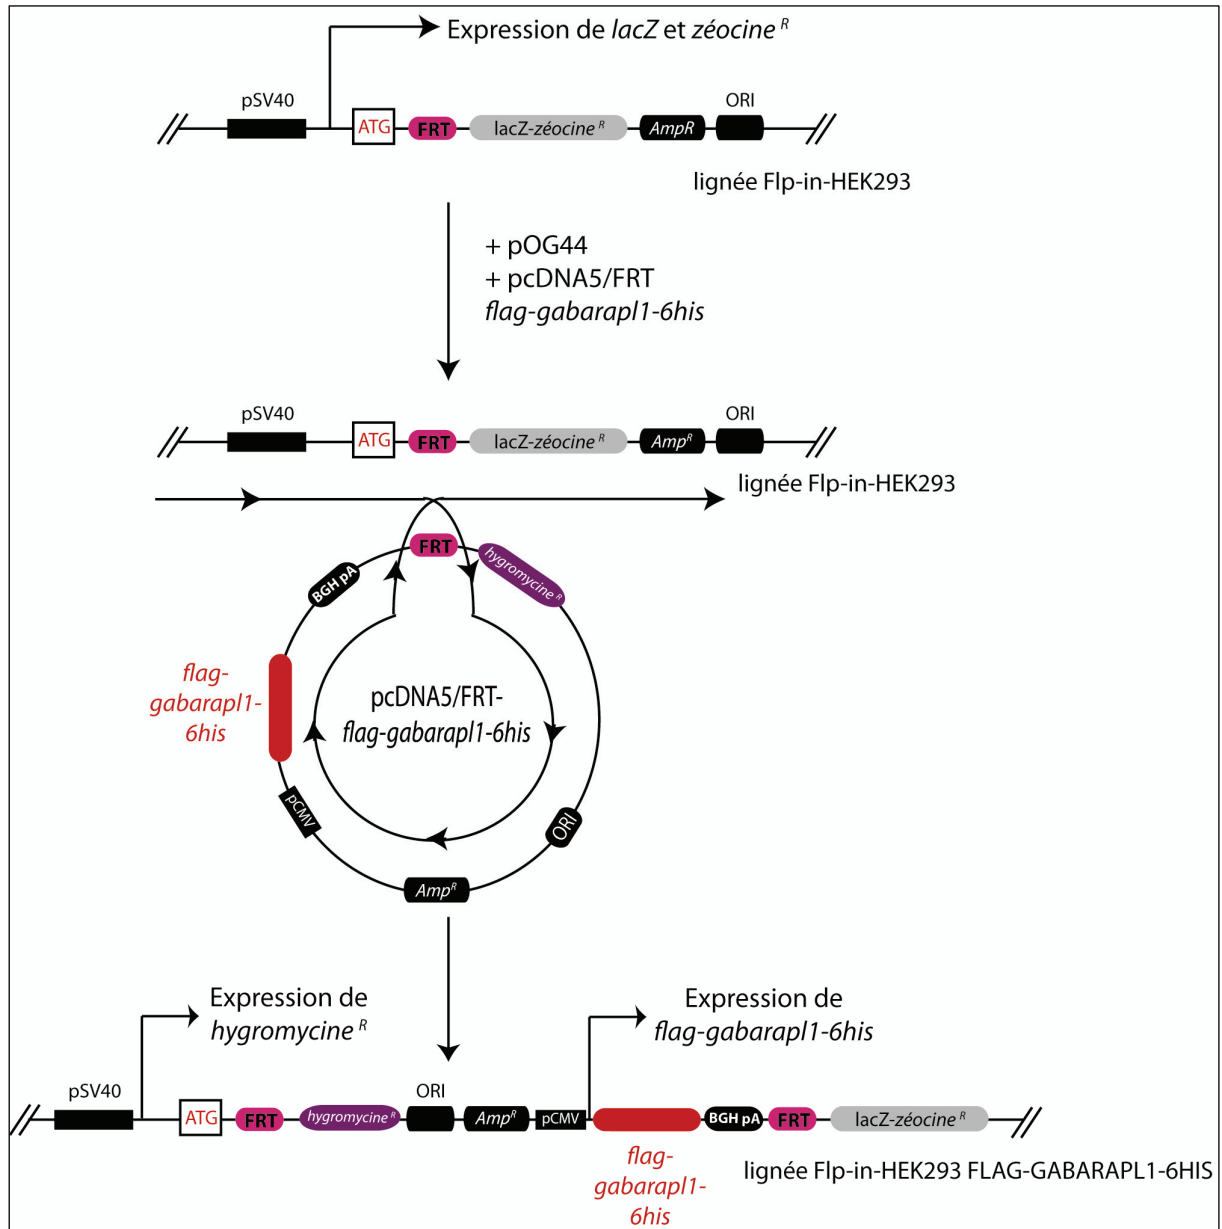 Expression de lacZ et zéocine R
pSV40
ORI
ATG
FRT
lacZ-zéocine R
AmpR
lignée Flp-in-HEK293
+ pOG44
+ pcDNA5/FRT
flag-gabarapl1-6his
pSV40
ORI
ATG
FRT
lacZ-zéocine R
Amp R
lignée Flp-in-HEK293
FRT
hygromycine R
BGH pA
flag-
gabarapl1-
6his
pcDNA5/FRT-
flag-gabarapl1-6his
pCMV
ORI
Amp R
Expression de
hygromycine R
Expression de
flag-gabarapl1-6his
pSV40
ORI
ATG
FRT
hygromycine R
Amp R
pCMV
BGH pA
FRT
lacZ-zéocine R
flag-
gabarapl1-
6his
lignée Flp-in-HEK293 FLAG-GABARAPL1-6HIS